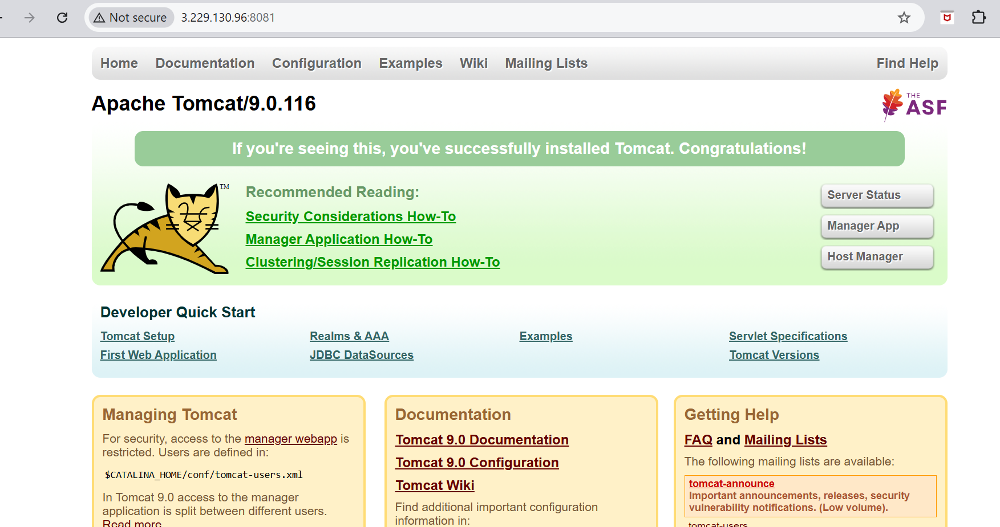 Not secure 3.229.130.96:8081
Home Documentation Configuration Examples Wiki Mailing Lists Find Help
Apache Tomcat/9.0.116
THE
ASF
If you're seeing this, you've successfully installed Tomcat. Congratulations!
TM
Recommended Reading:
Security Considerations How-To
Manager Application How-To
Clustering/Session Replication How-To
Server Status
Manager App
Host Manager
Developer Quick Start
Tomcat Setup
First Web Application
Realms & AAA
JDBC DataSources
Examples
Servlet Specifications
Tomcat Versions
Managing Tomcat
For security, access to the manager webapp is
restricted. Users are defined in:
$CATALINA_HOME/conf/tomcat-users.xml
In Tomcat 9.0 access to the manager
application is split between different users.
Read more
Documentation
Tomcat 9.0 Documentation
Tomcat 9.0 Configuration
Tomcat Wiki
Find additional important configuration
information in:
Getting Help
FAQ and Mailing Lists
The following mailing lists are available:
tomcat-announce
Important announcements, releases, security
vulnerability notifications. (Low volume).
tomcat-users